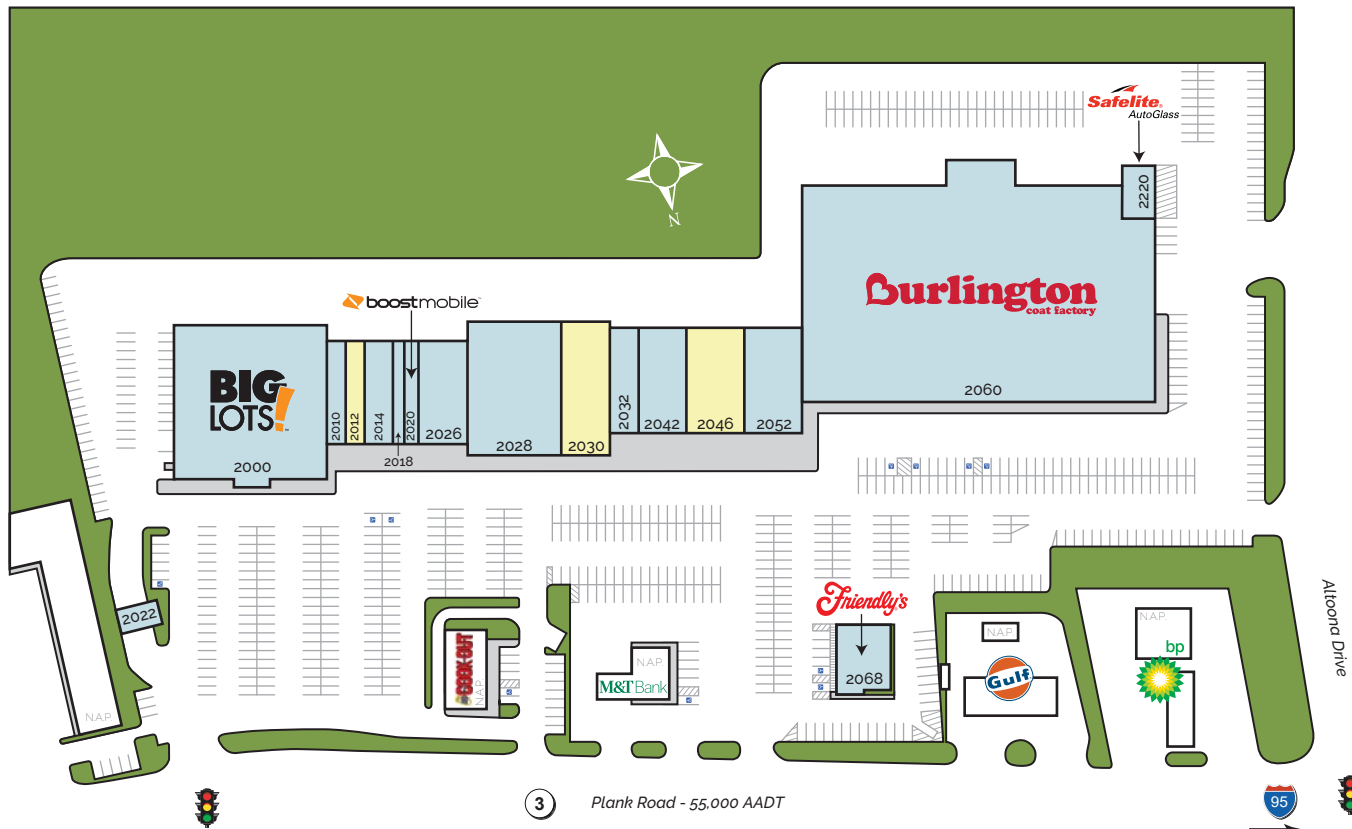 Safelite®
AutoGlass
2220
N
boostmobile™
Burlington
coat factory
2060
BIG
LOTS!™
2000
2010
2012
2014
2018
2020
2026
2028
2030
2032
2042
2046
2052
2022
N.A.P.
COOK OUT
N.A.P.
N.A.P.
M&T Bank
Friendly's
2068
N.A.P.
Gulf
N.A.P.
bp
Altoona Drive
3
Plank Road - 55,000 AADT
95